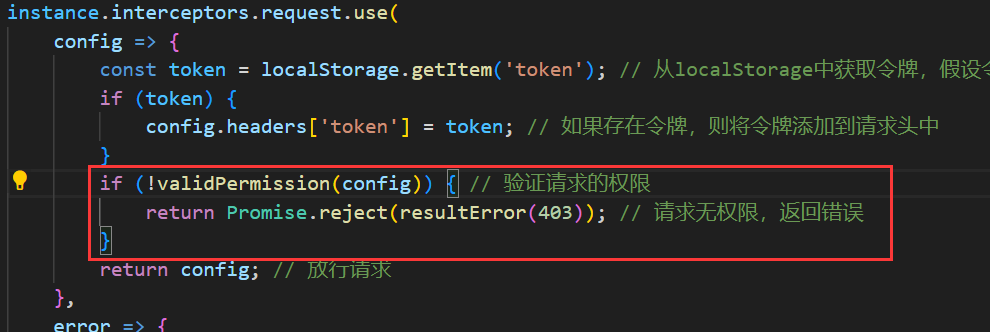 instance.interceptors.request.use(
config => {
const token = localStorage.getItem('token'); // 从localStorage中获取令牌，假设
if (token) {
config.headers['token'] = token; // 如果存在令牌，则将令牌添加到请求头中
}
if (!validPermission(config)) { // 验证请求的权限
return Promise.reject(resultError(403)); // 请求无权限，返回错误
}
return config; // 放行请求
},
error => {